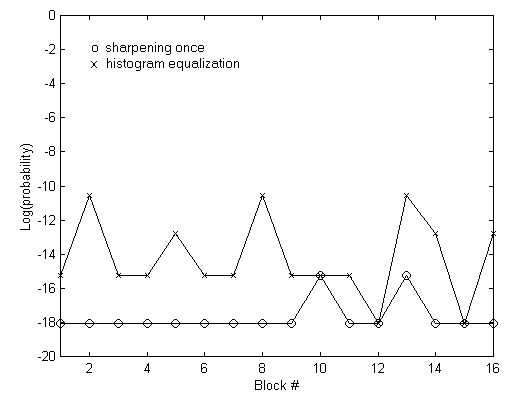 0
-2
o sharpening once
x histogram equalization
-4
-6
-8
-10
-12
-14
-16
-18
-20
Log(probability)
2 4 6 8 10 12 14 16
Block #